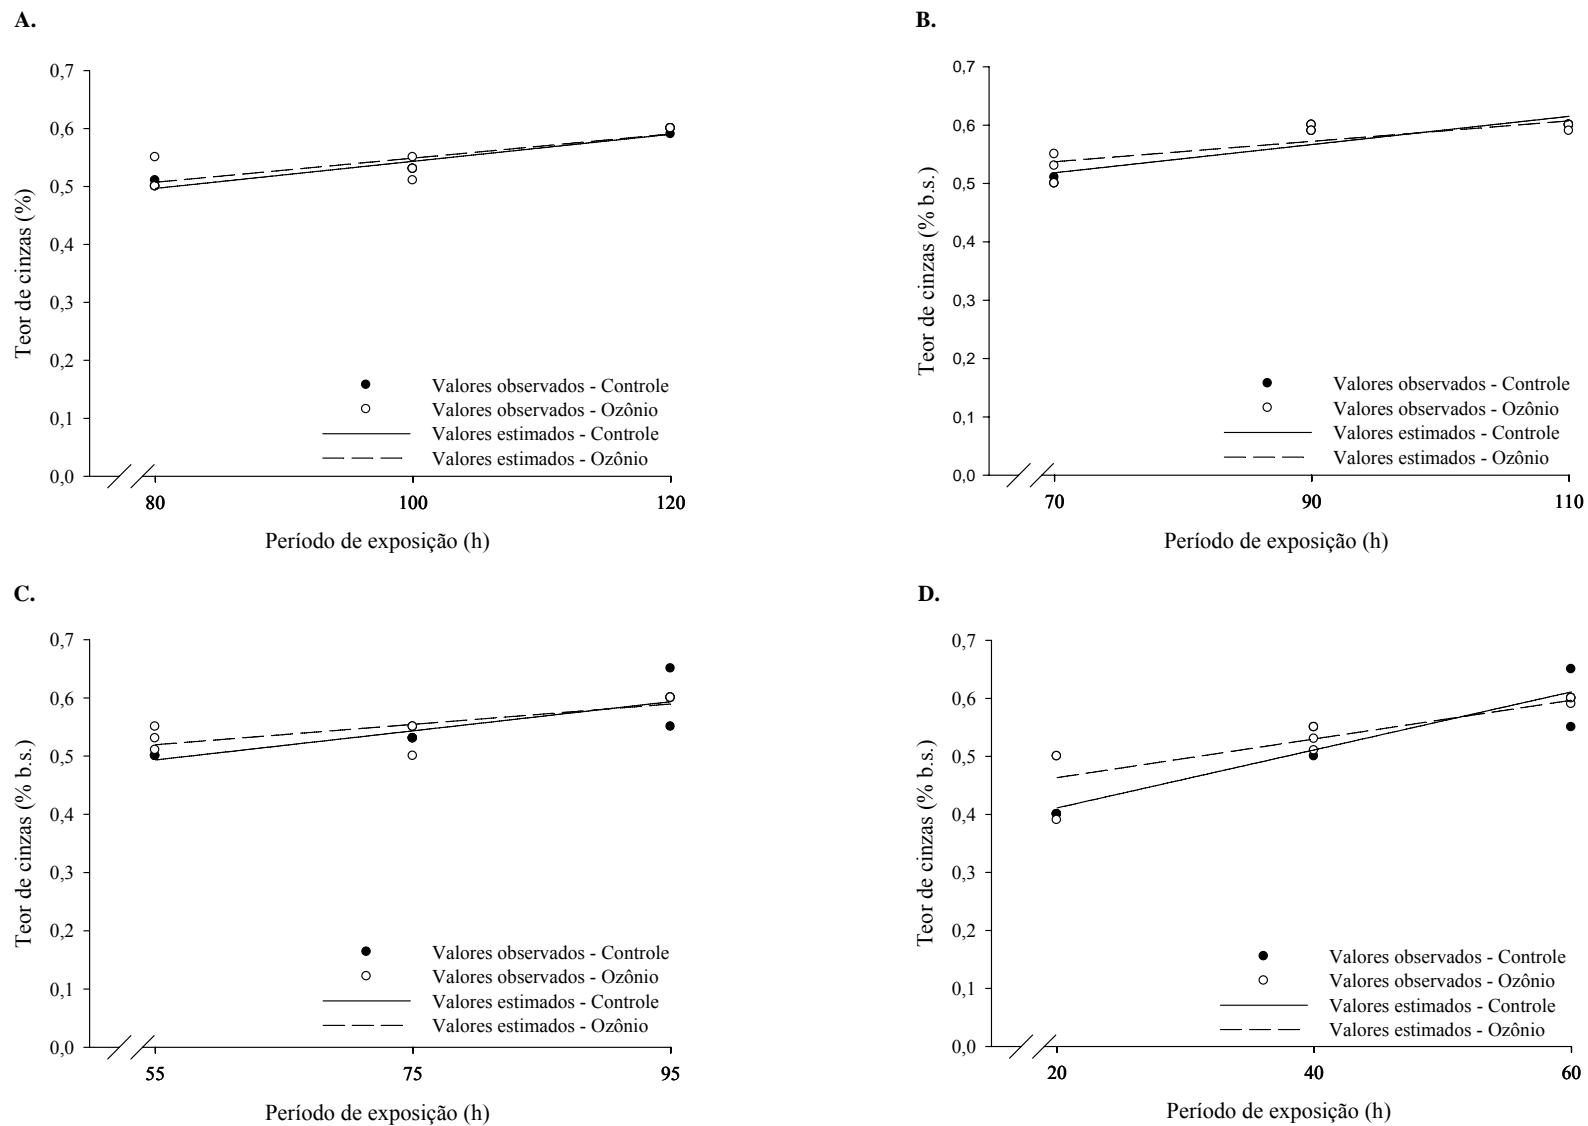 A.
0,7
0,6
0,5
0,4
0,3
0,2
0,1
0,0
Teor de cinzas (%)
Valores observados - Controle
Valores observados - Ozônio
Valores estimados - Controle
Valores estimados - Ozônio
80 100 120
Período de exposição (h)
B.
0,7
0,6
0,5
0,4
0,3
0,2
0,1
0,0
Teor de cinzas (% b.s.)
Valores observados - Controle
Valores observados - Ozônio
Valores estimados - Controle
Valores estimados - Ozônio
70 90 110
Período de exposição (h)
C.
0,7
0,6
0,5
0,4
0,3
0,2
0,1
0,0
Teor de cinzas (% b.s.)
Valores observados - Controle
Valores observados - Ozônio
Valores estimados - Controle
Valores estimados - Ozônio
55 75 95
Período de exposição (h)
D.
0,7
0,6
0,5
0,4
0,3
0,2
0,1
0,0
Teor de cinzas (% b.s.)
Valores observados - Controle
Valores observados - Ozônio
Valores estimados - Controle
Valores estimados - Ozônio
20 40 60
Período de exposição (h)